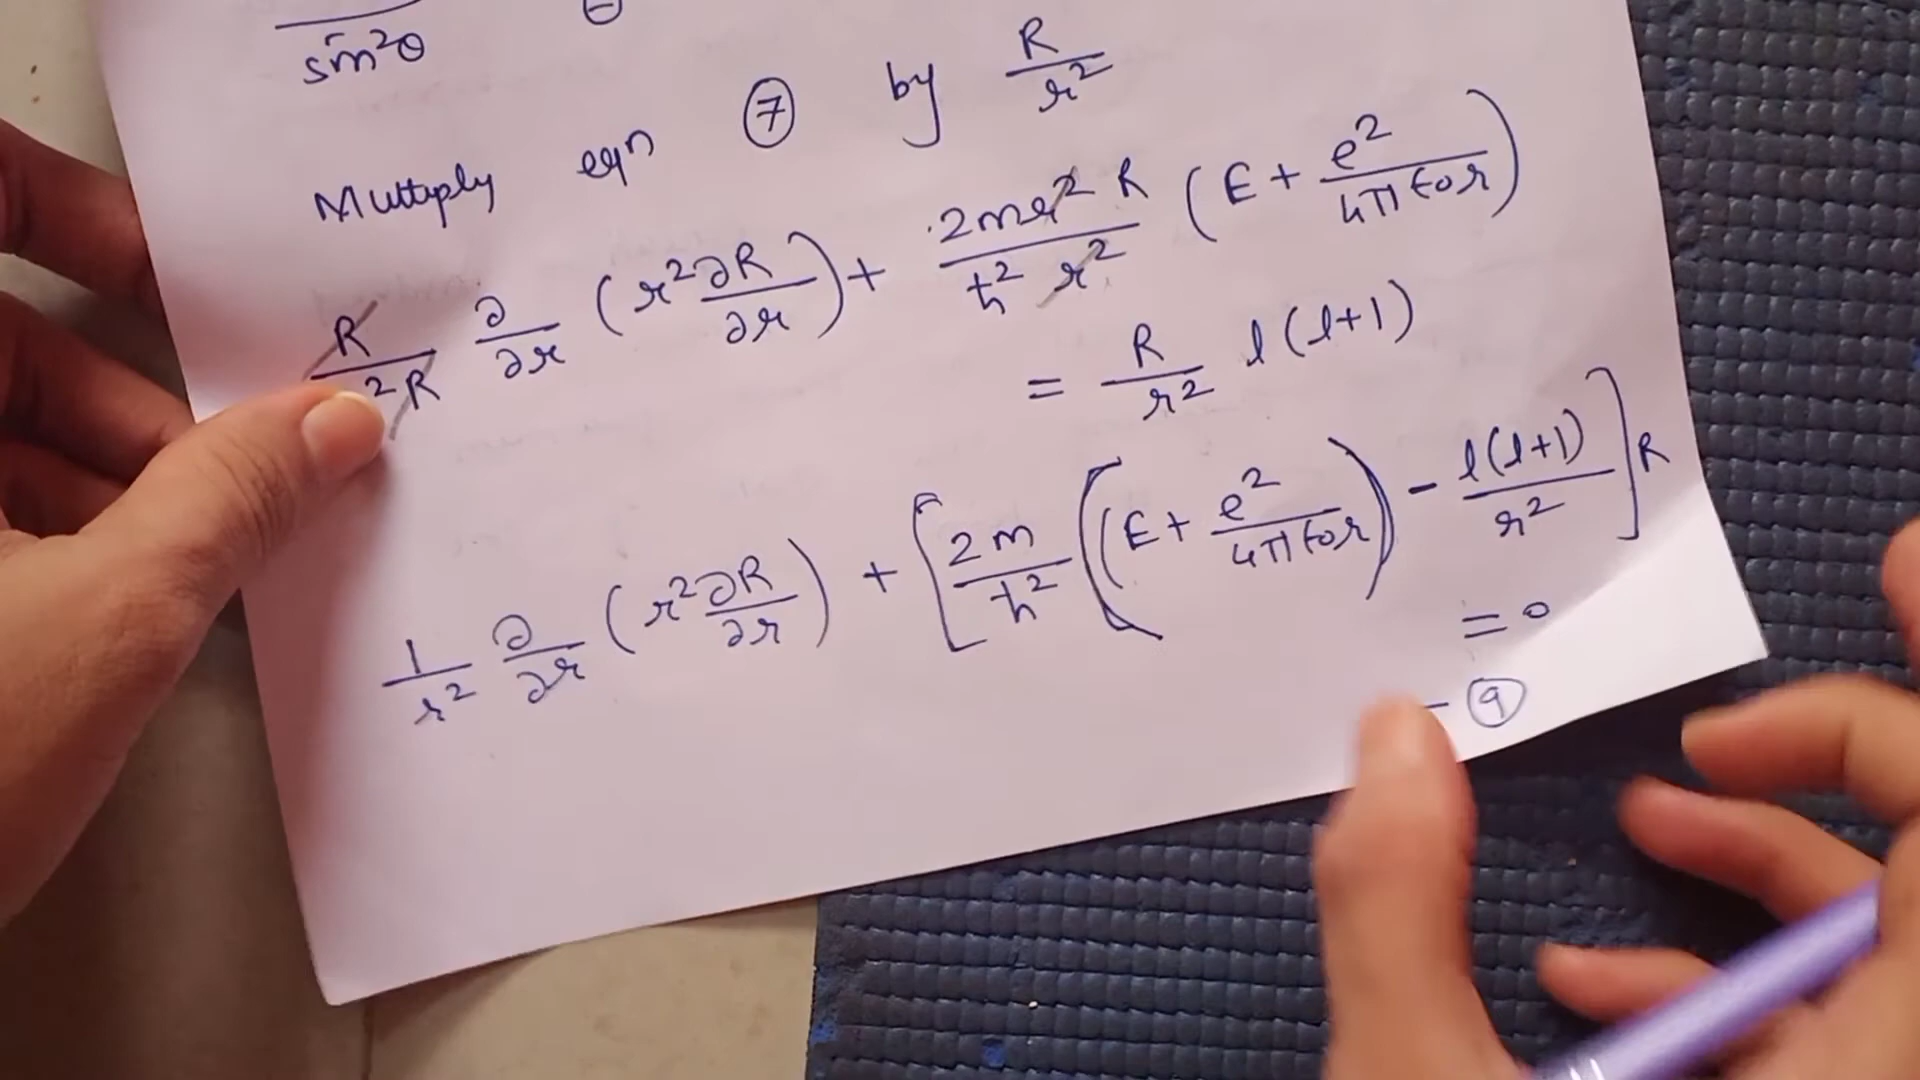 sin²θ
Multiply eqn ⑦ by R/r²
R/r²R ∂/∂r (r² ∂R/∂r) + 2mr² R/ħ² r² (E + e²/4πε0r)
= R/r² l(l+1)
1/r² ∂/∂r (r² ∂R/∂r) + [2m/ħ² ((E + e²/4πε0r) - l(l+1)/r²] R
= 0
- ⑨